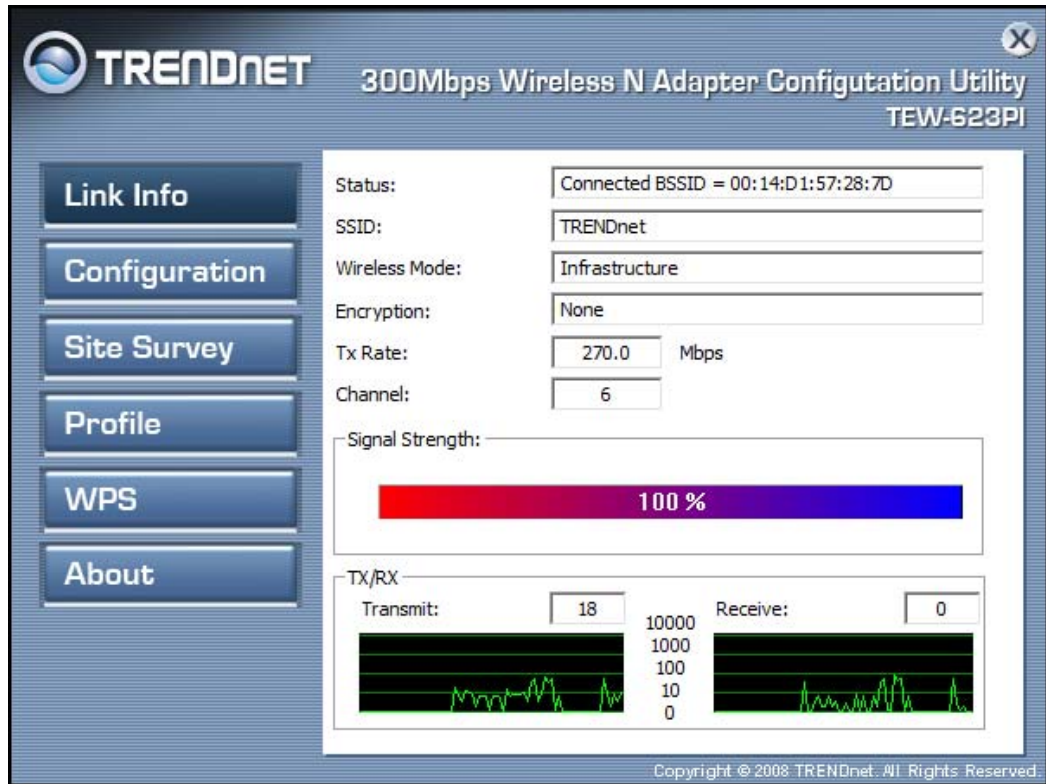 TRENDNET
300Mbps Wireless N Adapter Configutation Utility
TEW-623PI
Link Info
Configuration
Site Survey
Profile
WPS
About
Status: Connected BSSID = 00:14:D1:57:28:7D
SSID: TRENDnet
Wireless Mode: Infrastructure
Encryption: None
Tx Rate: 270.0 Mbps
Channel: 6
Signal Strength:
100 %
TX/RX
Transmit: 18
Receive: 0
10000
1000
100
10
0
Copyright © 2008 TRENDnet. All Rights Reserved.